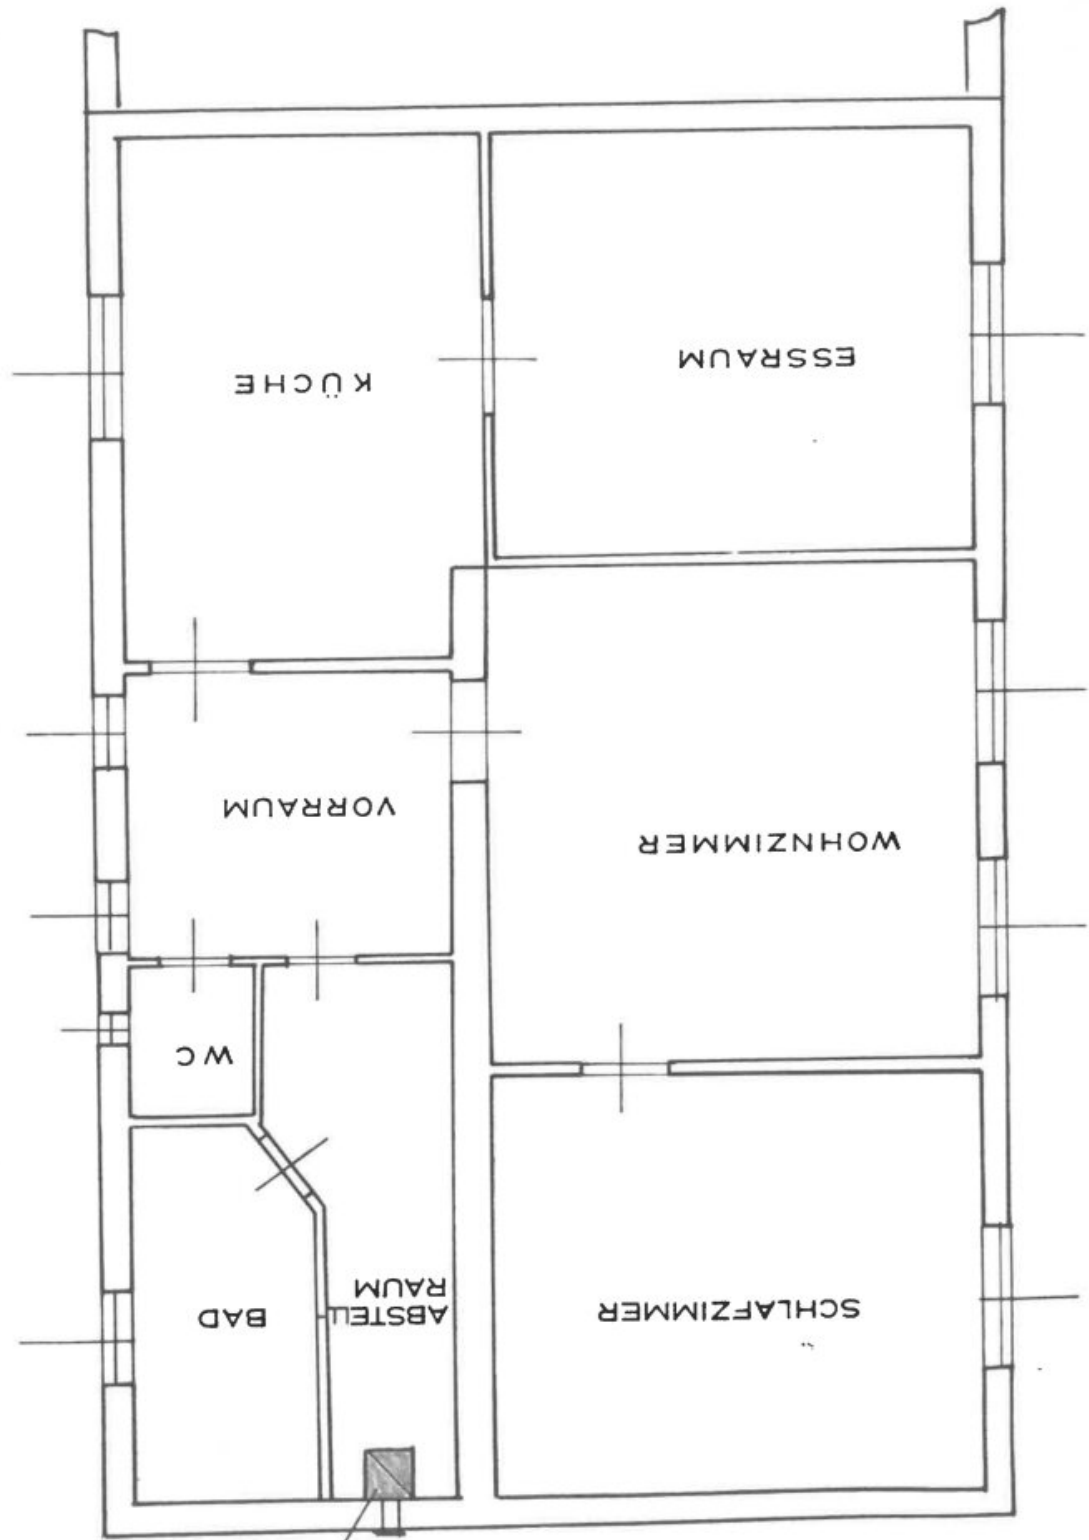 SCHLAFZIMMER
ABSTELL
RAUM
BAD
WC
WOHNZIMMER
VORRAUM
KÜCHE
ESSRAUM